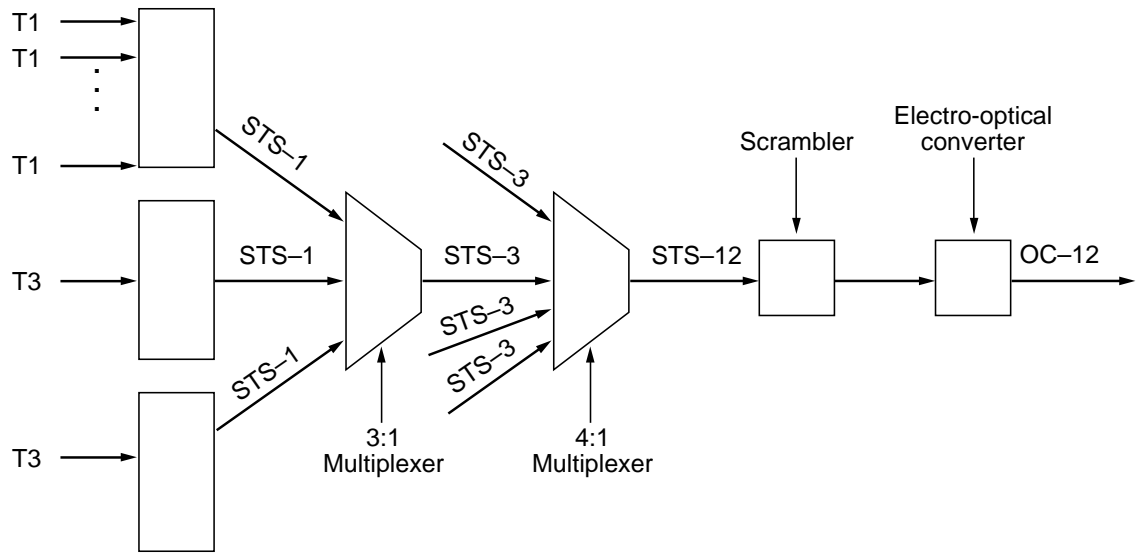 T1
T1
T1
T3
T3
STS–1
STS–1
STS–1
3:1
Multiplexer
STS–3
STS–3
STS–3
STS–3
4:1
Multiplexer
STS–12
Scrambler
Electro-optical
converter
OC–12